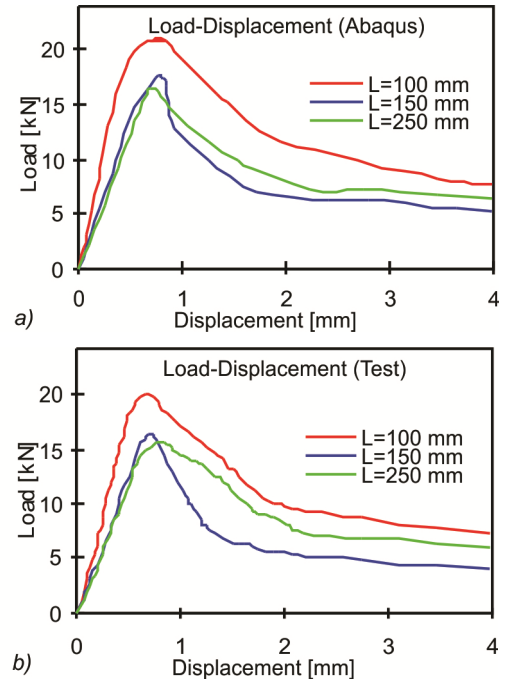 Load-Displacement (Abaqus)
20
15
10
5
0
Load [kN]
L=100 mm
L=150 mm
L=250 mm
0 1 2 3 4
Displacement [mm]
a)
Load-Displacement (Test)
20
15
10
5
0
Load [kN]
L=100 mm
L=150 mm
L=250 mm
0 1 2 3 4
Displacement [mm]
b)